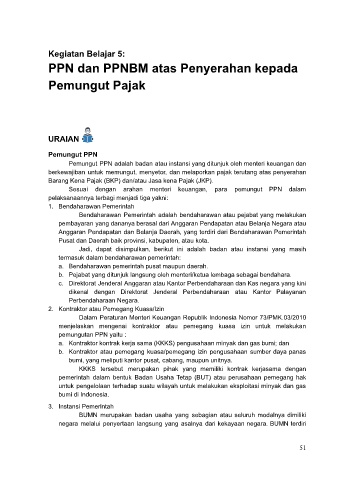 Kegiatan Belajar 5:
PPN dan PPNBM atas Penyerahan kepada
Pemungut Pajak
URAIAN
Pemungut PPN
Pemungut PPN adalah badan atau instansi yang ditunjuk oleh menteri keuangan dan
berkewajiban untuk memungut, menyetor, dan melaporkan pajak terutang atas penyerahan
Barang Kena Pajak (BKP) dan/atau Jasa kena Pajak (JKP).
Sesuai dengan arahan menteri keuangan, para pemungut PPN dalam
pelaksanaannya terbagi menjadi tiga yakni:
1. Bendaharawan Pemerintah
Bendaharawan Pemerintah adalah bendaharawan atau pejabat yang melakukan
pembayaran yang dananya berasal dari Anggaran Pendapatan atau Belanja Negara atau
Anggaran Pendapatan dan Belanja Daerah, yang terdiri dari Bendaharawan Pemerintah
Pusat dan Daerah baik provinsi, kabupaten, atau kota.
Jadi, dapat disimpulkan, berikut ini adalah badan atau instansi yang masih
termasuk dalam bendaharawan pemerintah:
a. Bendaharawan pemerintah pusat maupun daerah.
b. Pejabat yang ditunjuk langsung oleh menteri/ketua lembaga sebagai bendahara.
c. Direktorat Jenderal Anggaran atau Kantor Perbendaharaan dan Kas negara yang kini
dikenal dengan Direktorat Jenderal Perbendaharaan atau Kantor Pelayanan
Perbendaharaan Negara.
2. Kontraktor atau Pemegang Kuasa/Izin
Dalam Peraturan Menteri Keuangan Republik Indonesia Nomor 73/PMK.03/2010
menjelaskan mengenai kontraktor atau pemegang kuasa izin untuk melakukan
pemungutan PPN yaitu :
a. Kontraktor kontrak kerja sama (KKKS) pengusahaan minyak dan gas bumi; dan
b. Kontraktor atau pemegang kuasa/pemegang izin pengusahaan sumber daya panas
bumi, yang meliputi kantor pusat, cabang, maupun unitnya.
KKKS tersebut merupakan pihak yang memiliki kontrak kerjasama dengan
pemerintah dalam bentuk Badan Usaha Tetap (BUT) atau perusahaan pemegang hak
untuk pengelolaan terhadap suatu wilayah untuk melakukan eksploitasi minyak dan gas
bumi di Indonesia.
3. Instansi Pemerintah
BUMN merupakan badan usaha yang sebagian atau seluruh modalnya dimiliki
negara melalui penyertaan langsung yang asalnya dari kekayaan negara. BUMN terdiri
51